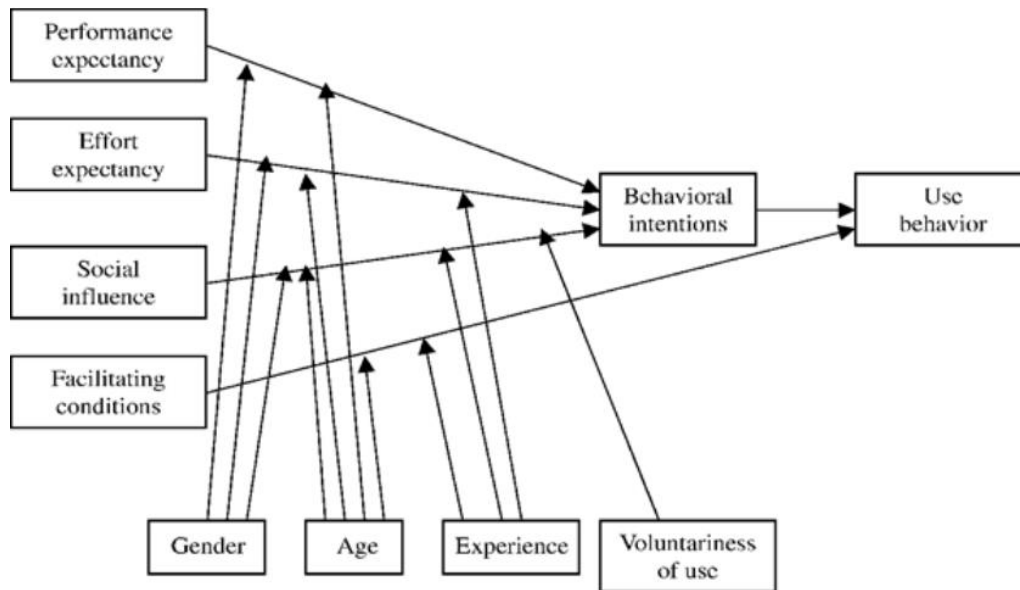 Performance
expectancy
Effort
expectancy
Social
influence
Facilitating
conditions
Behavioral
intentions
Use
behavior
Gender
Age
Experience
Voluntariness
of use